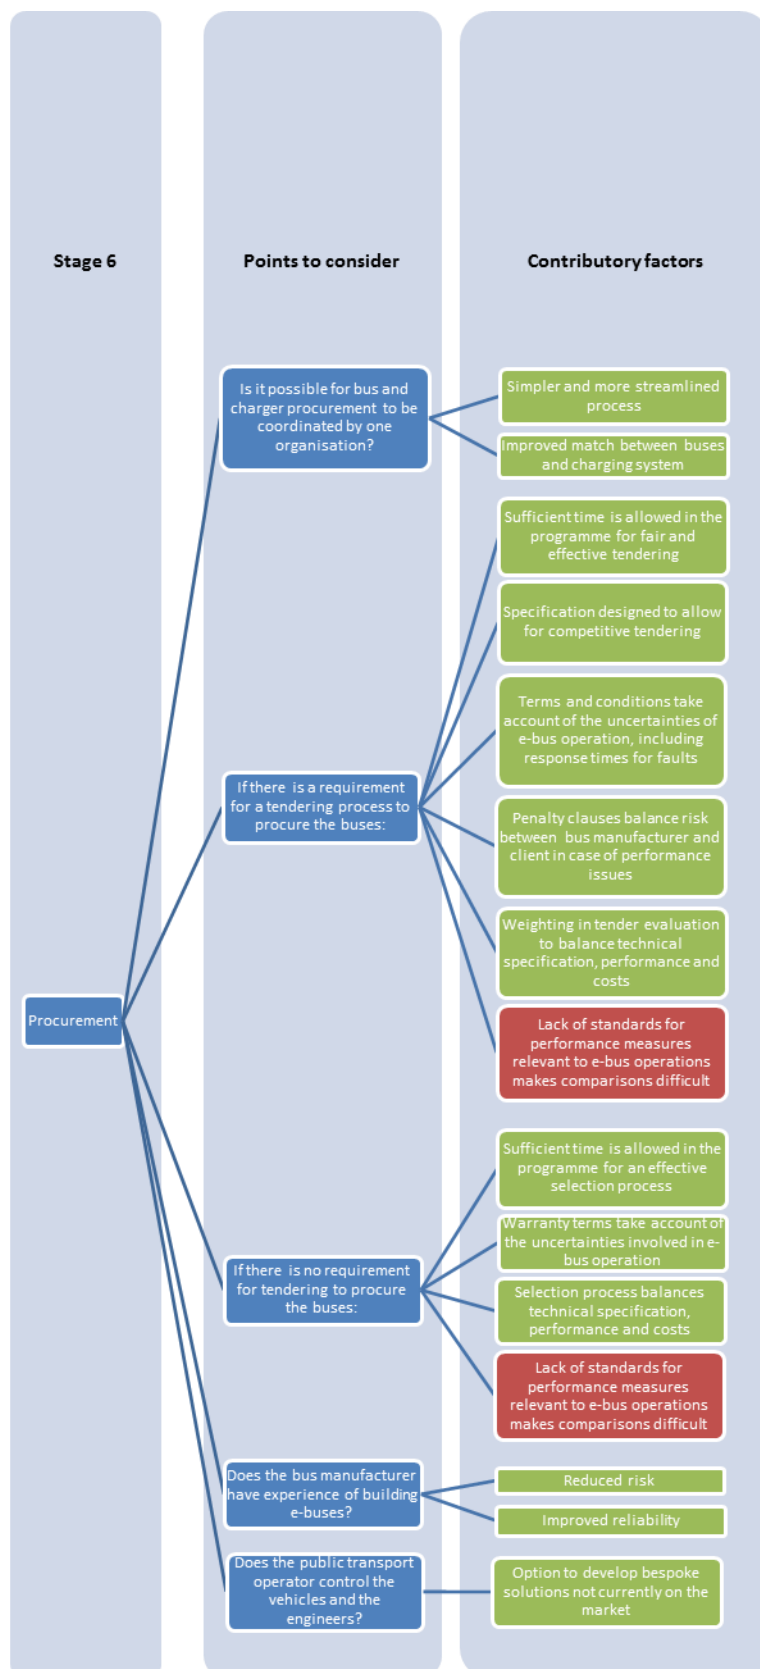 Stage 6
Points to consider
Contributory factors
Is it possible for bus and
charger procurement to be
coordinated by one
organisation?
Simpler and more streamlined
process
Improved match between buses
and charging system
If there is a requirement
for a tendering process to
procure the buses:
Sufficient time is allowed in the
programme for fair and
effective tendering
Specification designed to allow
for competitive tendering
Terms and conditions take
account of the uncertainties of
e-bus operation, including
response times for faults
Penalty clauses balance risk
between bus manufacturer and
client in case of performance
issues
Weighting in tender evaluation
to balance technical
specification, performance and
costs
Lack of standards for
performance measures
relevant to e-bus operations
makes comparisons difficult
Procurement
If there is no requirement
for tendering to procure
the buses:
Sufficient time is allowed in the
programme for an effective
selection process
Warranty terms take account of
the uncertainties involved in e-
bus operation
Selection process balances
technical specification,
performance and costs
Lack of standards for
performance measures
relevant to e-bus operations
makes comparisons difficult
Does the bus manufacturer
have experience of building
e-buses?
Reduced risk
Improved reliability
Does the public transport
operator control the
vehicles and the
engineers?
Option to develop bespoke
solutions not currently on the
market